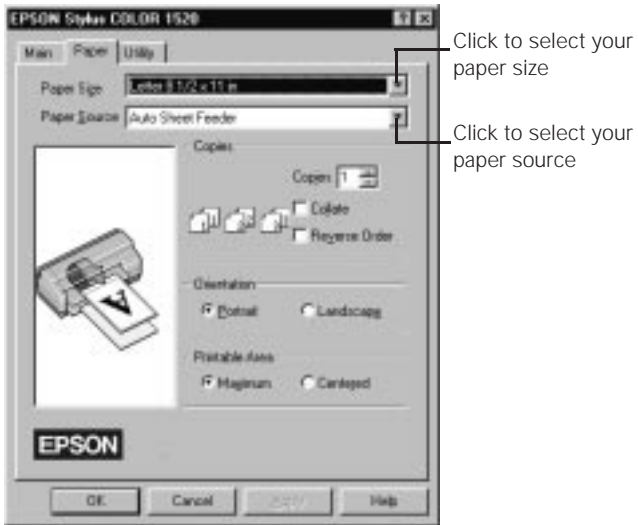 EPSON Stylus COLOR 1520
Main Paper Utility
Paper Size Letter 8 1/2 x 11 in
Click to select your
paper size
Paper Source Auto Sheet Feeder
Click to select your
paper source
Copies
Copies 1
Collate
Reverse Order
Orientation
Portrait Landscape
Printable Area
Maximum Centered
EPSON
OK Cancel Apply Help